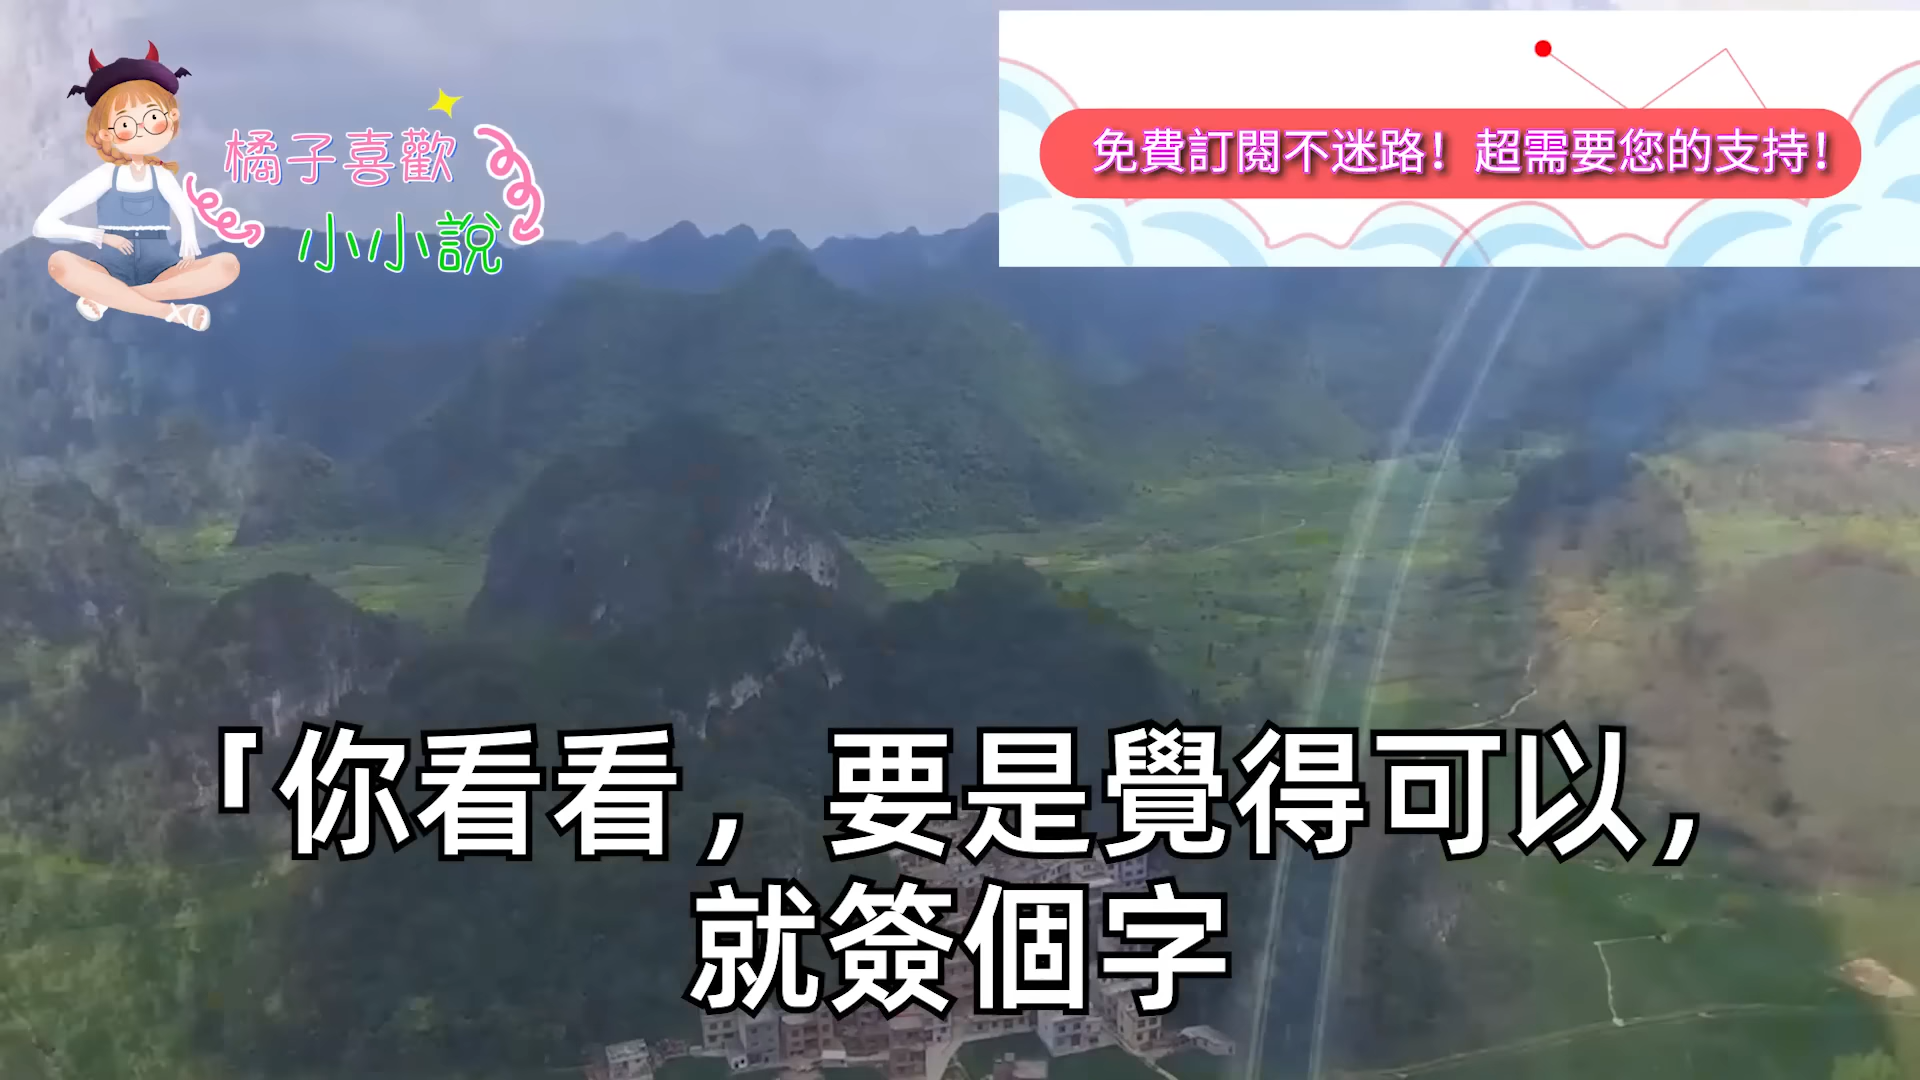 橘子喜歡
小小說
免費訂閱不迷路！超需要您的支持！
「你看看，要是覺得可以，
就簽個字